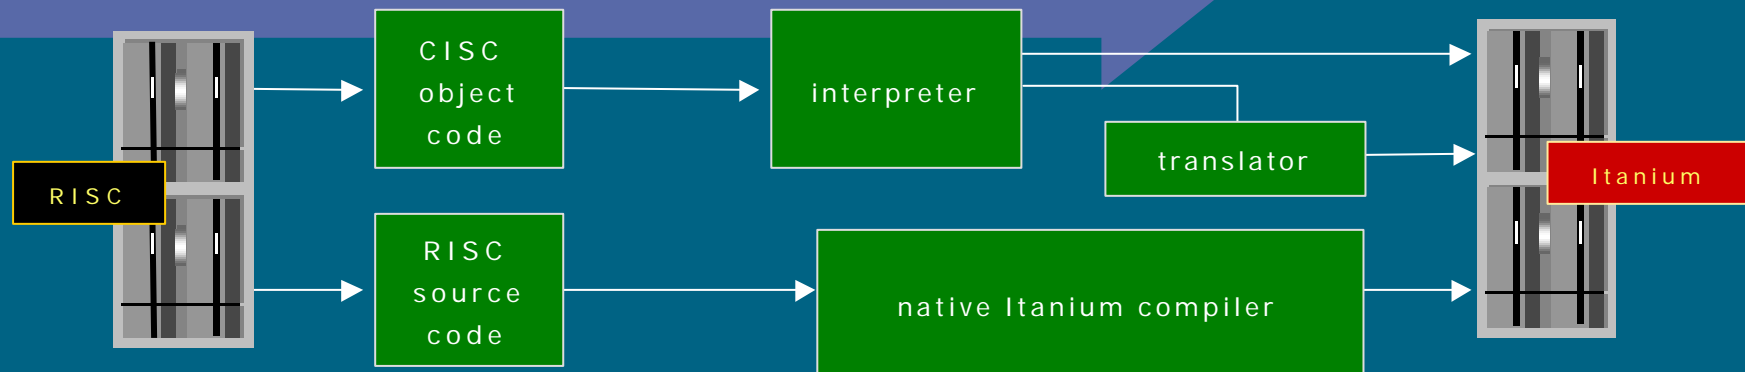 CISC
object
code
interpreter
translator
RISC
Itanium
RISC
source
code
native Itanium compiler